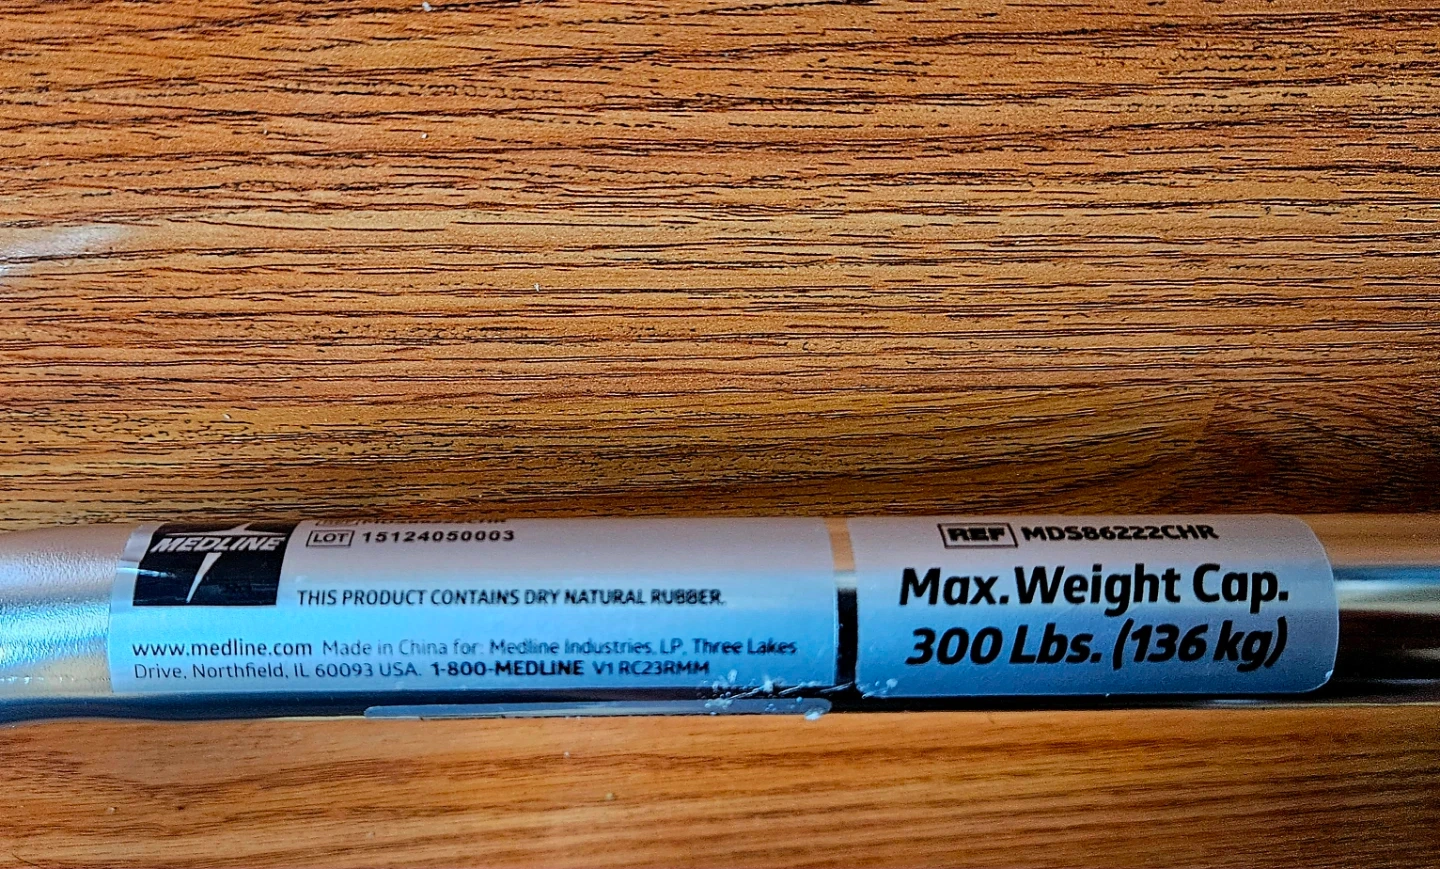 MEDLINE
LOT 15124050003
THIS PRODUCT CONTAINS DRY NATURAL RUBBER.
www.medline.com Made in China for: Medline Industries, LP, Three Lakes
Drive, Northfield, IL 60093 USA. 1-800-MEDLINE V1 RC23RMM
REF MDS86222CHR
Max. Weight Cap.
300 Lbs. (136 kg)